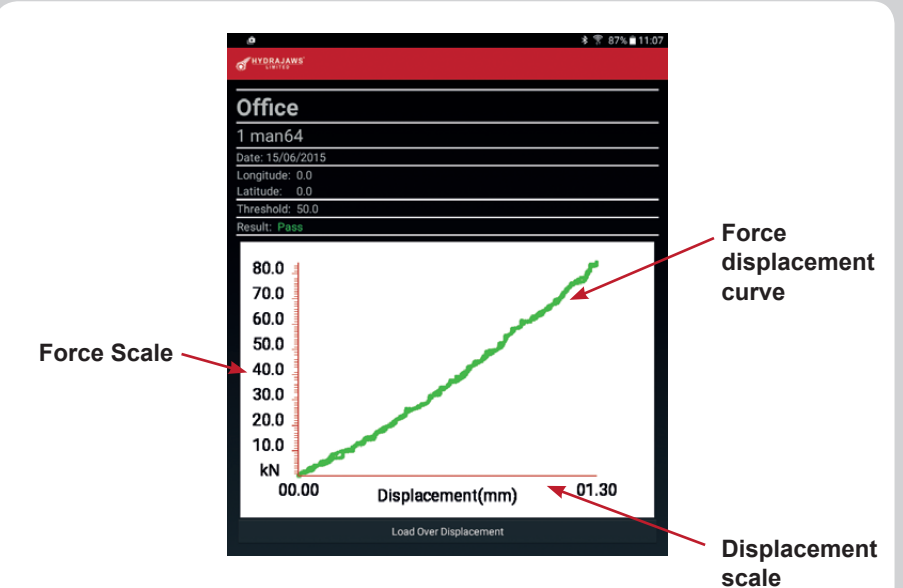 87% 11:07
HYDRAJAWS
LIMITED
Office
1 man64
Date: 15/06/2015
Longitude: 0.0
Latitude: 0.0
Threshold: 50.0
Result: Pass
80.0
70.0
60.0
50.0
40.0
30.0
20.0
10.0
kN
00.00
Displacement(mm)
01.30
Load Over Displacement
Force Scale
Force
displacement
curve
Displacement
scale